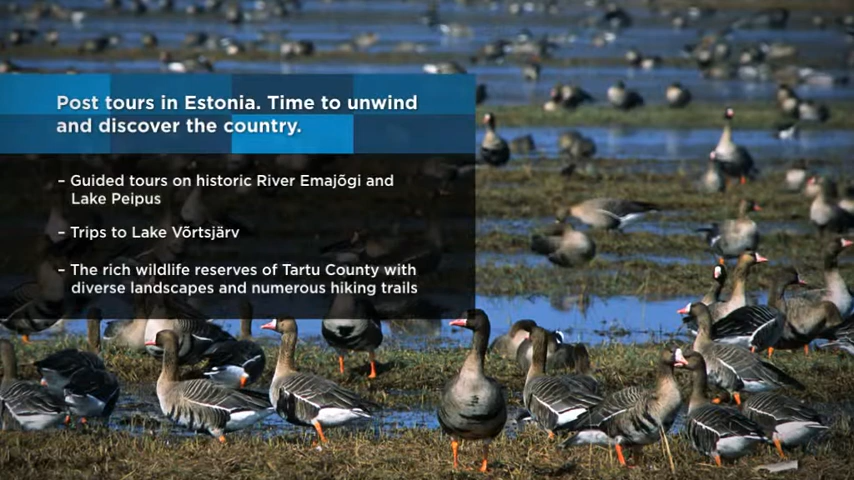 Post tours in Estonia. Time to unwind
and discover the country.
– Guided tours on historic River Emajõgi and
Lake Peipus
– Trips to Lake Võrtsjärv
– The rich wildlife reserves of Tartu County with
diverse landscapes and numerous hiking trails